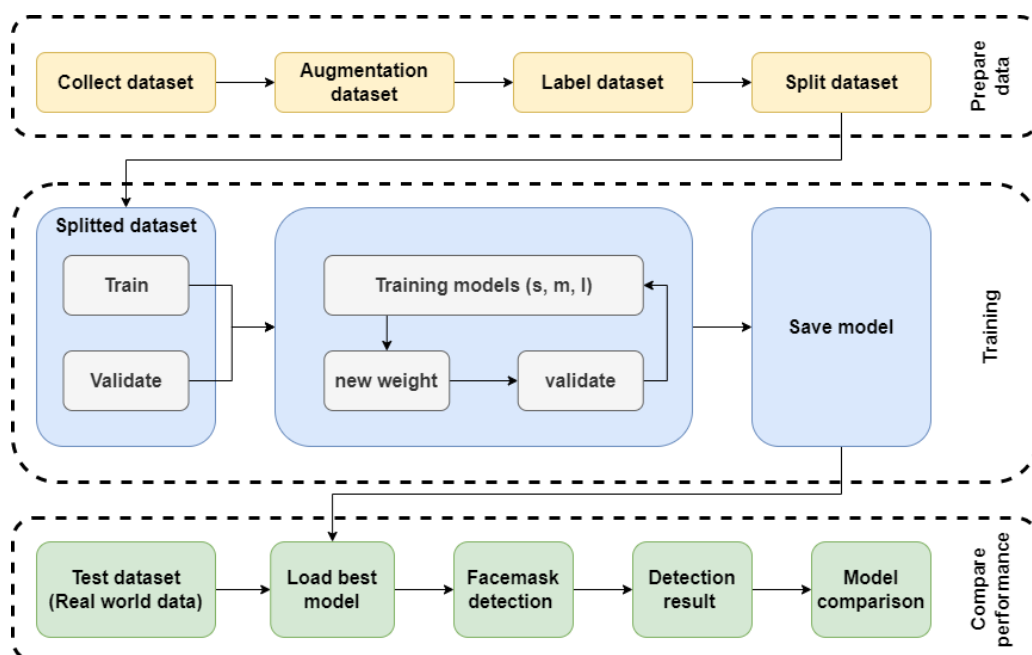 Collect dataset
Augmentation
dataset
Label dataset
Split dataset
Prepare
data
Splitted dataset
Train
Validate
Training models (s, m, l)
new weight
validate
Save model
Training
Test dataset
(Real world data)
Load best
model
Facemask
detection
Detection
result
Model
comparison
Compare
performance